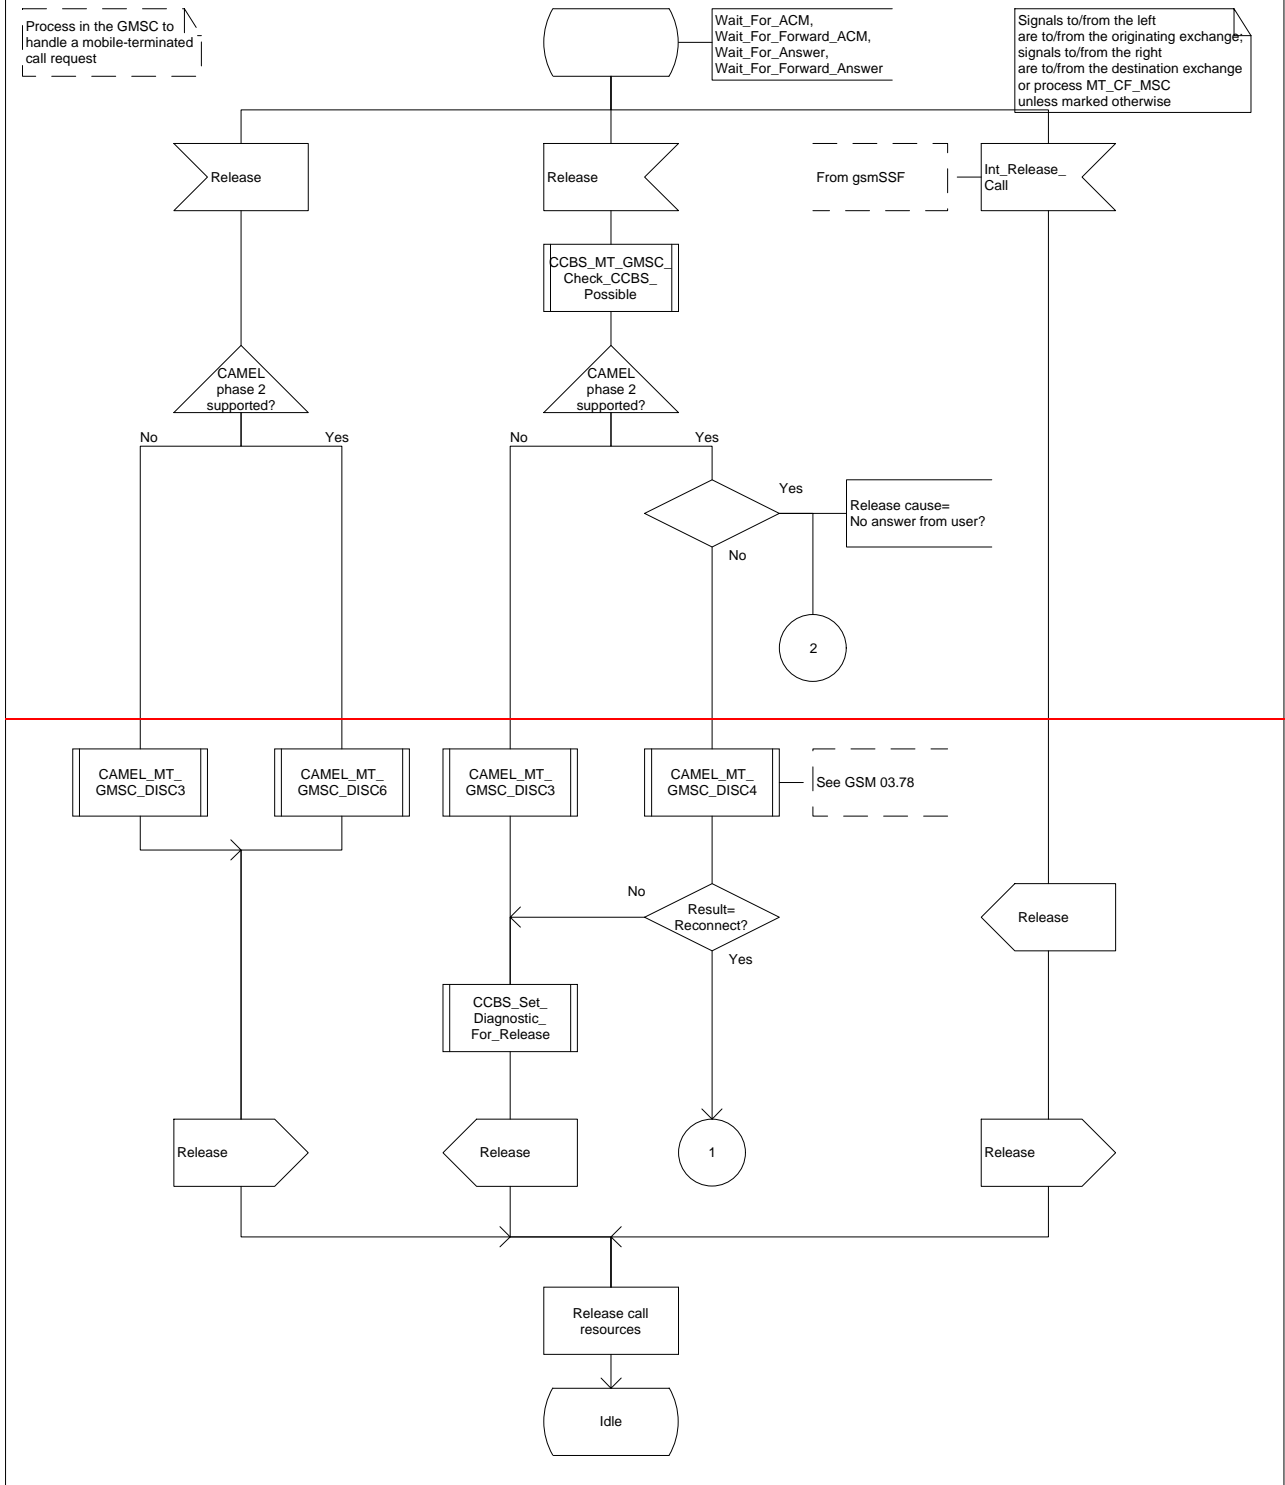 Process in the GMSC to
handle a mobile-terminated
call request
Wait_For_ACM,
Wait_For_Forward_ACM,
Wait_For_Answer,
Wait_For_Forward_Answer
Signals to/from the left
are to/from the originating exchange;
signals to/from the right
are to/from the destination exchange
or process MT_CF_MSC
unless marked otherwise
Release
Release
From gsmSSF
Int_Release_
Call
CCBS_MT_GMSC_
Check_CCBS_
Possible
CAMEL
phase 2
supported?
CAMEL
phase 2
supported?
No
Yes
No
Yes
Yes
Release cause=
No answer from user?
No
2
CAMEL_MT_
GMSC_DISC3
CAMEL_MT_
GMSC_DISC6
CAMEL_MT_
GMSC_DISC3
CAMEL_MT_
GMSC_DISC4
See GSM 03.78
No
Result=
Reconnect?
Release
Yes
CCBS_Set_
Diagnostic_
For_Release
Release
Release
1
Release
Release call
resources
Idle